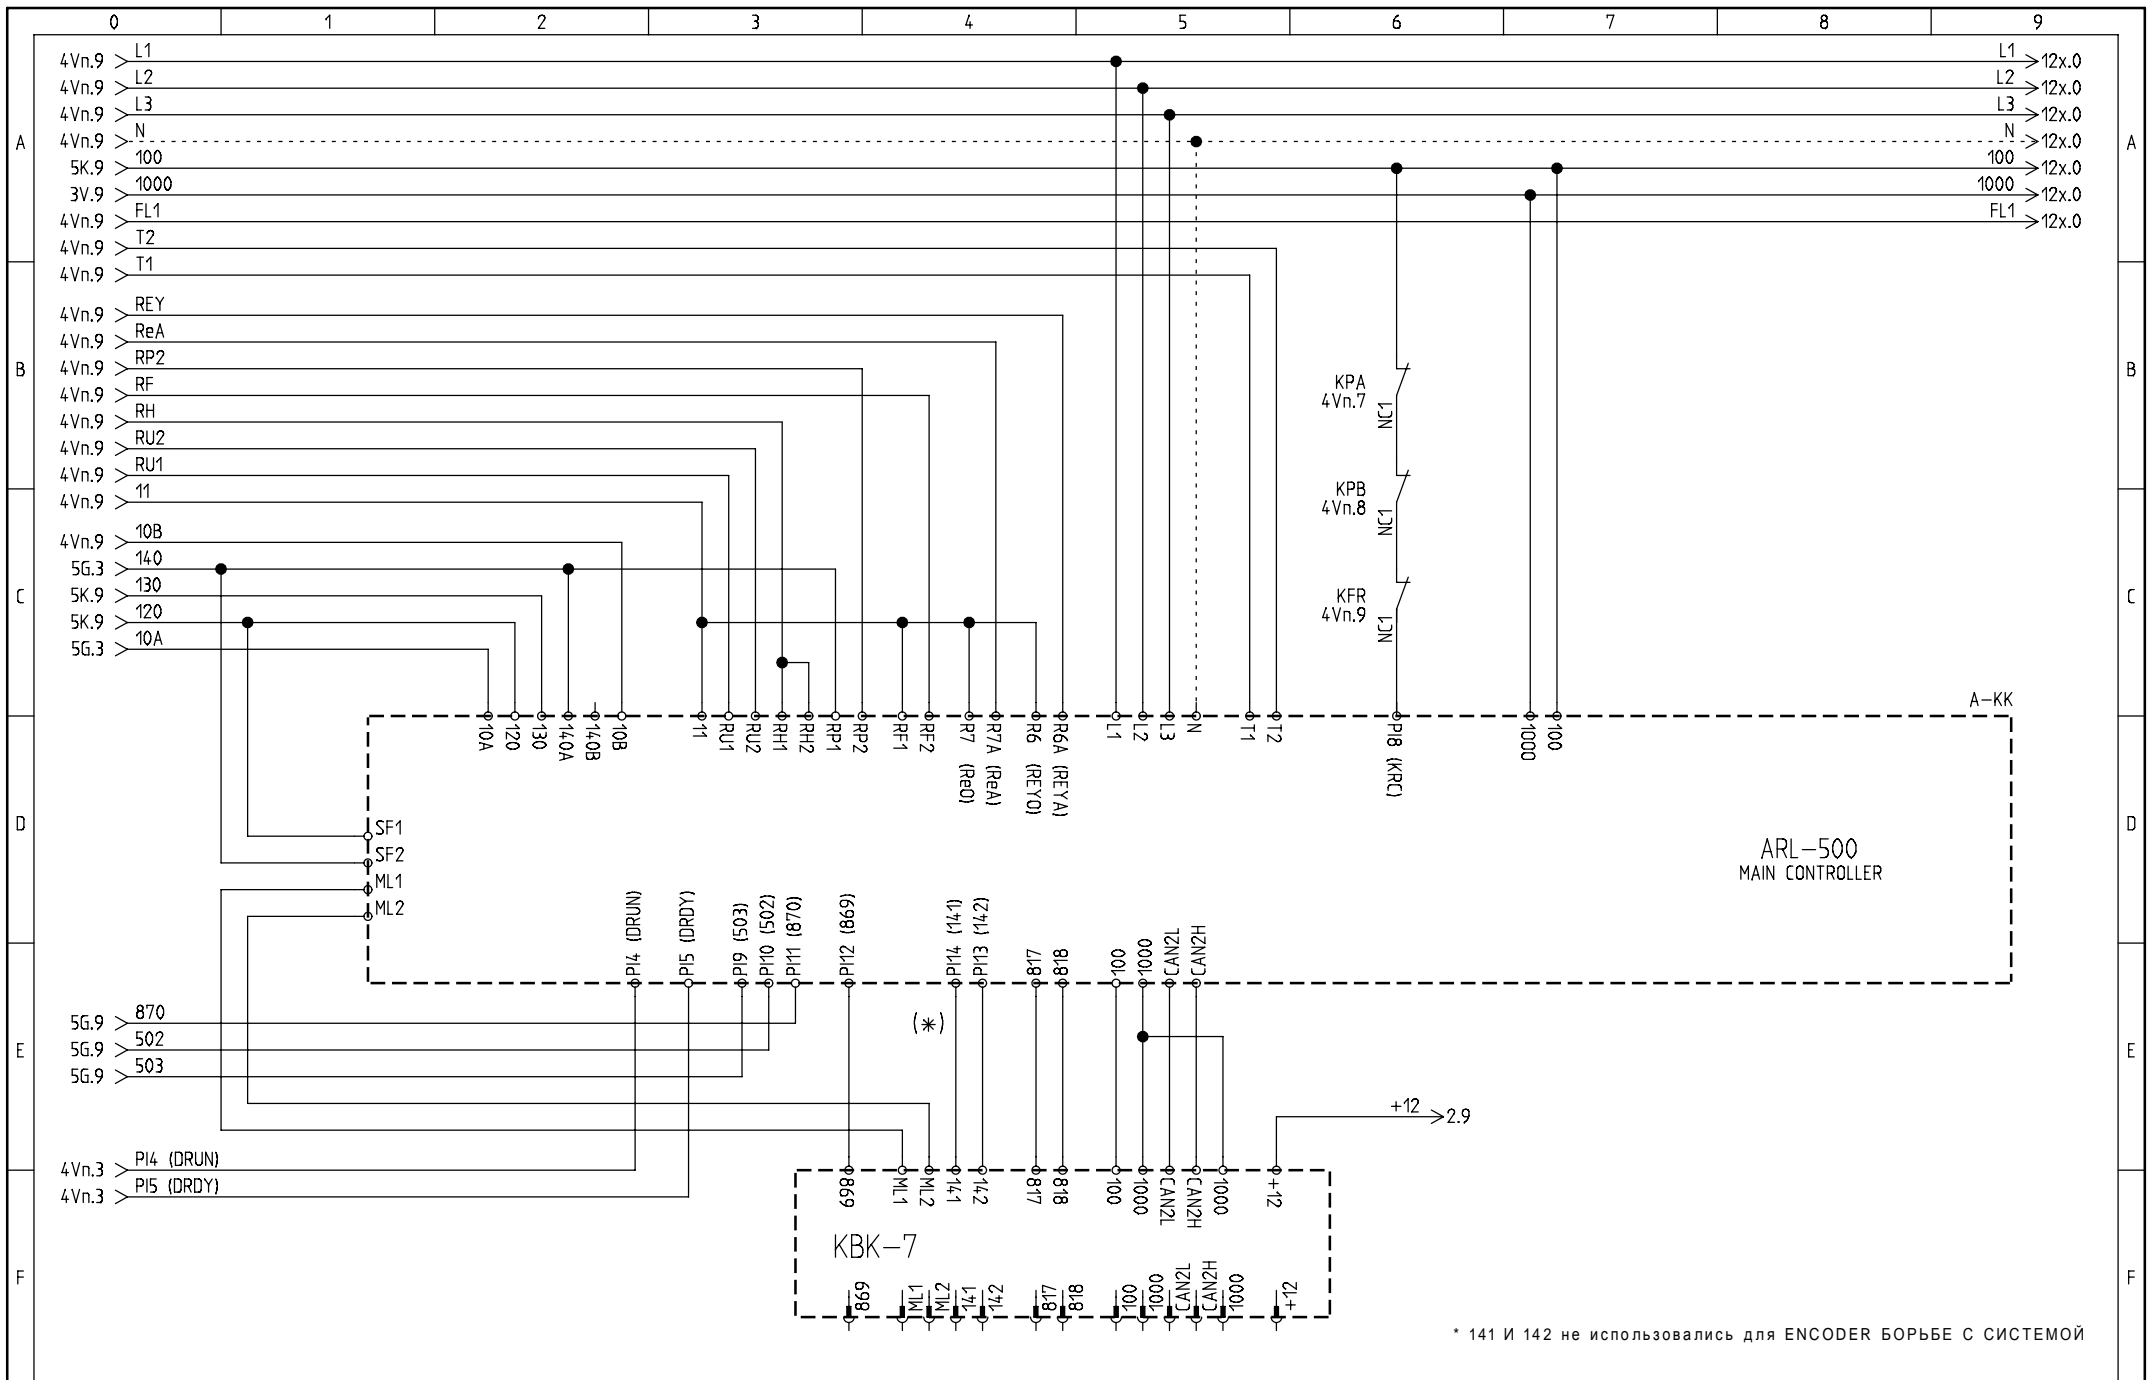 0 1 2 3 4 5 6 7 8 9
4Vn.9 L1 L1 12x.0
4Vn.9 L2 L2 12x.0
4Vn.9 L3 L3 12x.0
A 4Vn.9 N N 12x.0 A
5K.9 100 100 12x.0
3V.9 1000 1000 12x.0
4Vn.9 FL1 FL1 12x.0
4Vn.9 T2
4Vn.9 T1
4Vn.9 REY
4Vn.9 ReA
B 4Vn.9 RP2 B
4Vn.9 RF
4Vn.9 RH
4Vn.9 RU2
4Vn.9 RU1
4Vn.9 11
KPA
4Vn.7
NC1
KPB
4Vn.8
NC1
KFR
4Vn.9
NC1
4Vn.9 10B
5G.3 140
C 5K.9 130 C
5K.9 120
5G.3 10A
A-KK
10A 120 130 140A 140B 10B 11 RU1 RU2 RH1 RH2 RP1 RP2 RF1 RF2 R7 (Re0) R7A (ReA) R6 (REY0) R6A (REYA) L1 L2 L3 N T1 T2 PI8 (KRC) 1000 100
D D
SF1
SF2
ML1
ML2
ARL-500
MAIN CONTROLLER
PI4 (DRUN) PI5 (DRDY) PI9 (503) PI10 (502) PI11 (870) PI12 (869) PI14 (141) PI13 (142) 817 818 100 1000 CAN2L CAN2H
5G.9 870
(*)
E 5G.9 502 E
5G.9 503
+12 2.9
4Vn.3 PI4 (DRUN)
4Vn.3 PI5 (DRDY)
869 ML1 ML2 141 142 817 818 100 1000 CAN2L CAN2H 1000 +12
KBK-7
F F
869 ML1 ML2 141 142 817 818 100 1000 CAN2L CAN2H 1000 +12
* 141 И 142 не использовались для ENCODER БОРЬБЕ С СИСТЕМОЙ